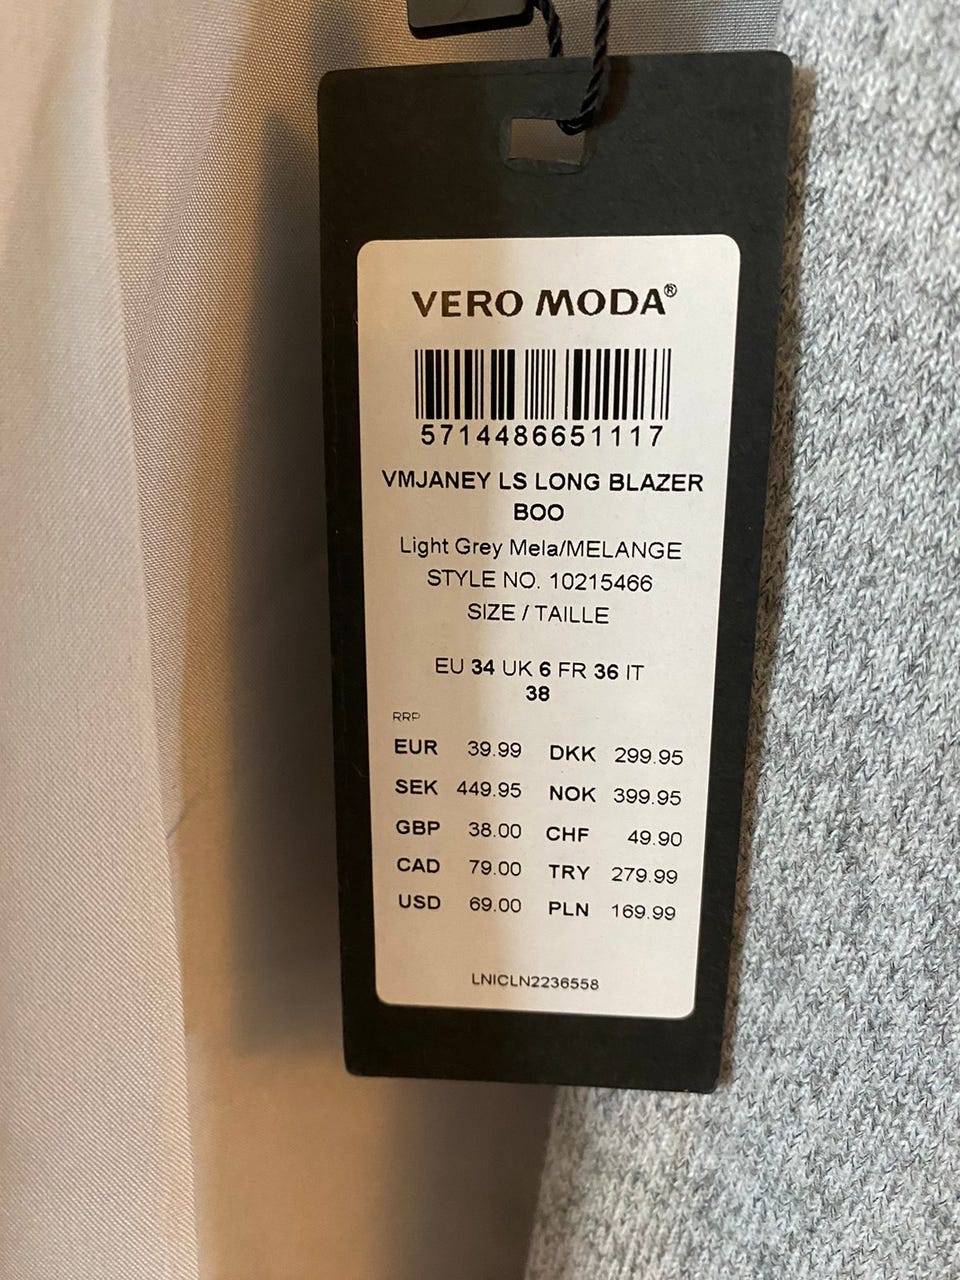 VERO MODA®
5714486651117
VMJANEY LS LONG BLAZER
BOO
Light Grey Mela/MELANGE
STYLE NO. 10215466
SIZE / TAILLE
EU 34 UK 6 FR 36 IT
38
RRP
EUR 39.99 DKK 299.95
SEK 449.95 NOK 399.95
GBP 38.00 CHF 49.90
CAD 79.00 TRY 279.99
USD 69.00 PLN 169.99
LNICLN2236558